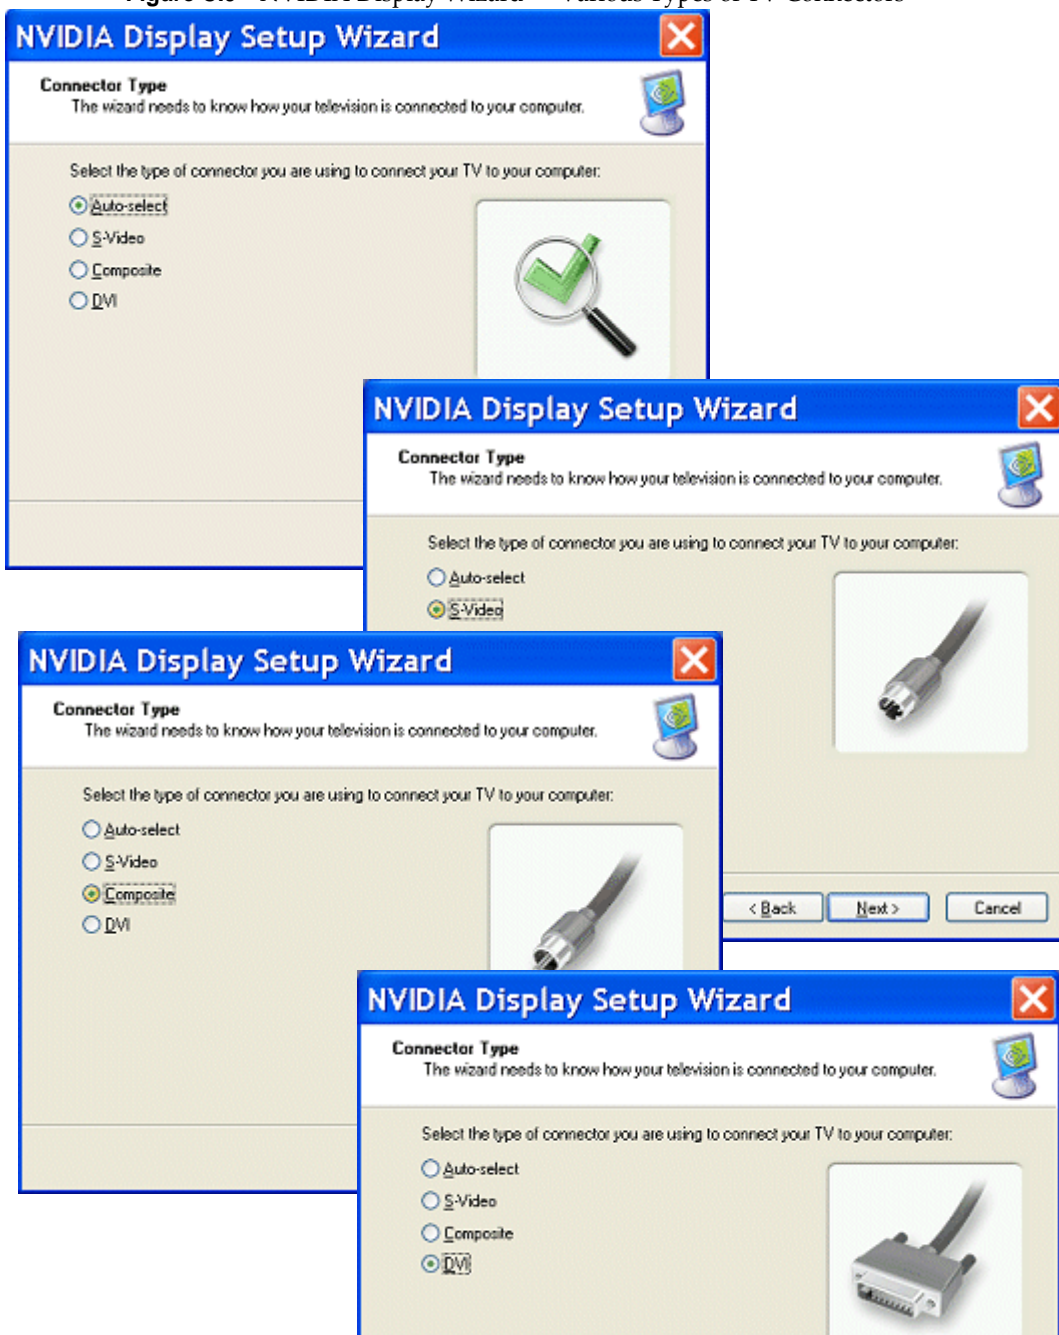 NVIDIA Display Wizard — Various Types of TV Connectors
NVIDIA Display Setup Wizard
Connector Type
The wizard needs to know how your television is connected to your computer.
Select the type of connector you are using to connect your TV to your computer:
Auto-select
S-Video
Composite
DVI
NVIDIA Display Setup Wizard
Connector Type
The wizard needs to know how your television is connected to your computer.
Select the type of connector you are using to connect your TV to your computer:
Auto-select
S-Video
< Back Next > Cancel
NVIDIA Display Setup Wizard
Connector Type
The wizard needs to know how your television is connected to your computer.
Select the type of connector you are using to connect your TV to your computer:
Auto-select
S-Video
Composite
DVI
NVIDIA Display Setup Wizard
Connector Type
The wizard needs to know how your television is connected to your computer.
Select the type of connector you are using to connect your TV to your computer:
Auto-select
S-Video
Composite
DVI